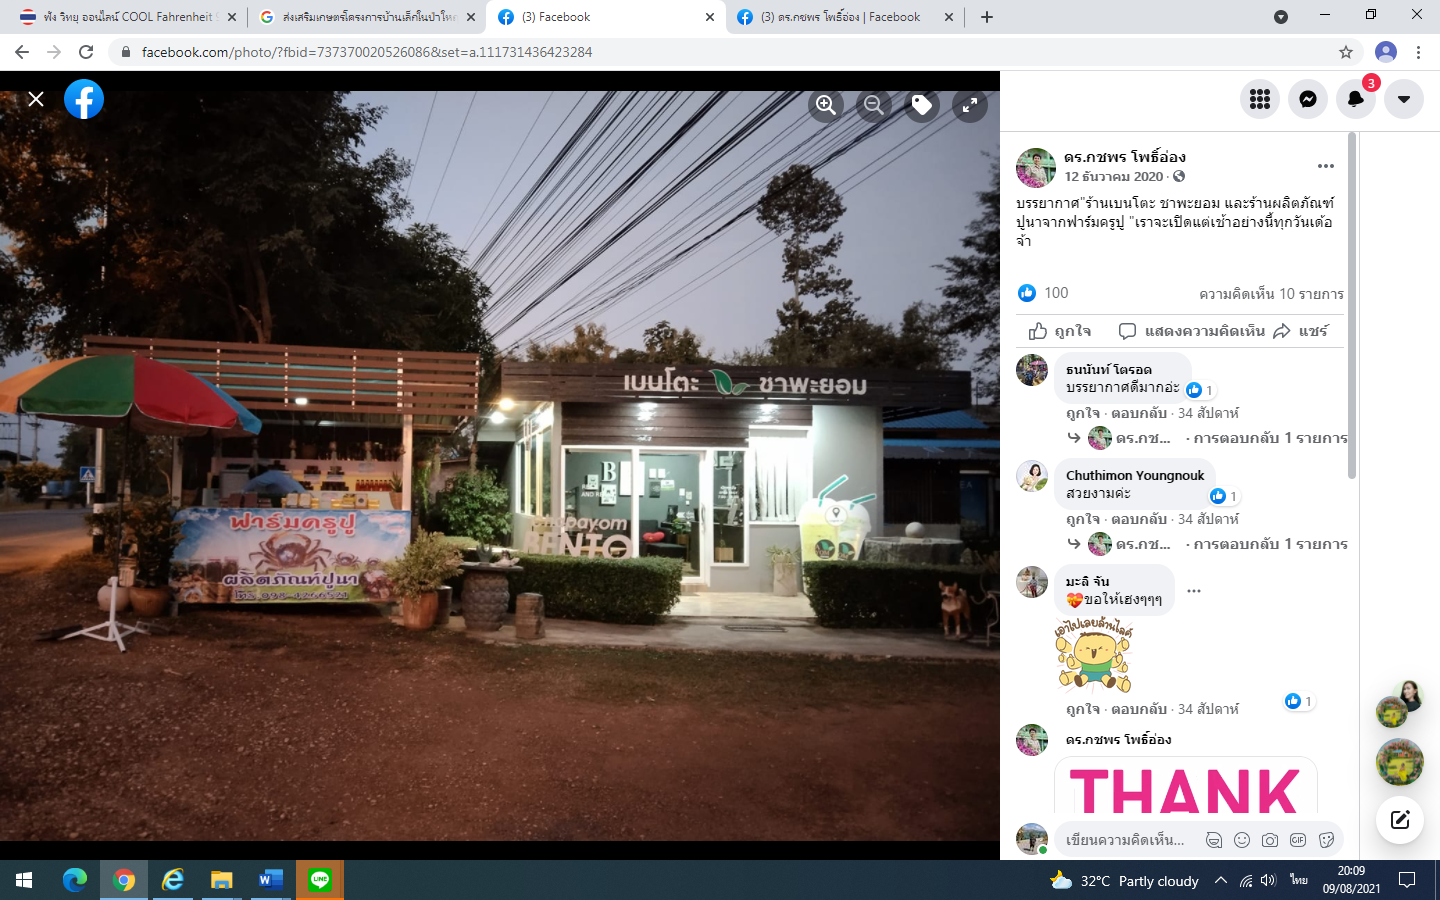 ฟัง วิทยุ ออนไลน์ COOL Fahrenheit
ส่งเสริมเกษตรโครงการบ้านเล็กในป่าใหญ่
(3) Facebook
(3) ดร.กชพร โพธิ์อ่อง | Facebook
facebook.com/photo/?fbid=737370020526086&set=a.111731436423284
3
เบนโตะ ชาพะยอม
BENTO
ฟาร์มครูปู
ผลิตภัณฑ์ปูนา
ดร.กชพร โพธิ์อ่อง
12 ธันวาคม 2020
บรรยากาศ"ร้านเบนโตะ ชาพะยอม และร้านผลิตภัณฑ์
ปูนาจากฟาร์มครูปู "เราจะเปิดแต่เช้าอย่างนี้ทุกวันเด้อ
จ้า
100
ความคิดเห็น 10 รายการ
ถูกใจ
แสดงความคิดเห็น
แชร์
ธนนันท์ โตรอด
บรรยากาศดีมากอ่ะ
1
ถูกใจ · ตอบกลับ · 34 สัปดาห์
ดร.กช... · การตอบกลับ 1 รายการ
Chuthimon Youngnouk
สวยงามค่ะ
1
ถูกใจ · ตอบกลับ · 34 สัปดาห์
ดร.กช... · การตอบกลับ 1 รายการ
มะลิ จัน
ขอให้เฮงๆๆๆ
เอาไปเลยล้านไลค์
1
ถูกใจ · ตอบกลับ · 34 สัปดาห์
ดร.กชพร โพธิ์อ่อง
THANK
เขียนความคิดเห็น...
GIF
32°C Partly cloudy
ไทย
20:09
09/08/2021